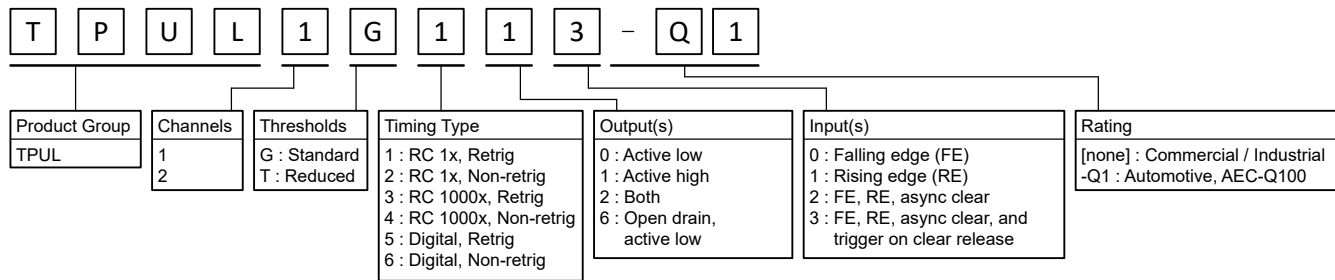 T P U L 1 G 1 1 3 - Q 1
Product Group
TPUL
Channels
1
2
Thresholds
G : Standard
T : Reduced
Timing Type
1 : RC 1x, Retrig
2 : RC 1x, Non-retrig
3 : RC 1000x, Retrig
4 : RC 1000x, Non-retrig
5 : Digital, Retrig
6 : Digital, Non-retrig
Output(s)
0 : Active low
1 : Active high
2 : Both
6 : Open drain,
active low
Input(s)
0 : Falling edge (FE)
1 : Rising edge (RE)
2 : FE, RE, async clear
3 : FE, RE, async clear, and
trigger on clear release
Rating
[none] : Commercial / Industrial
-Q1 : Automotive, AEC-Q100